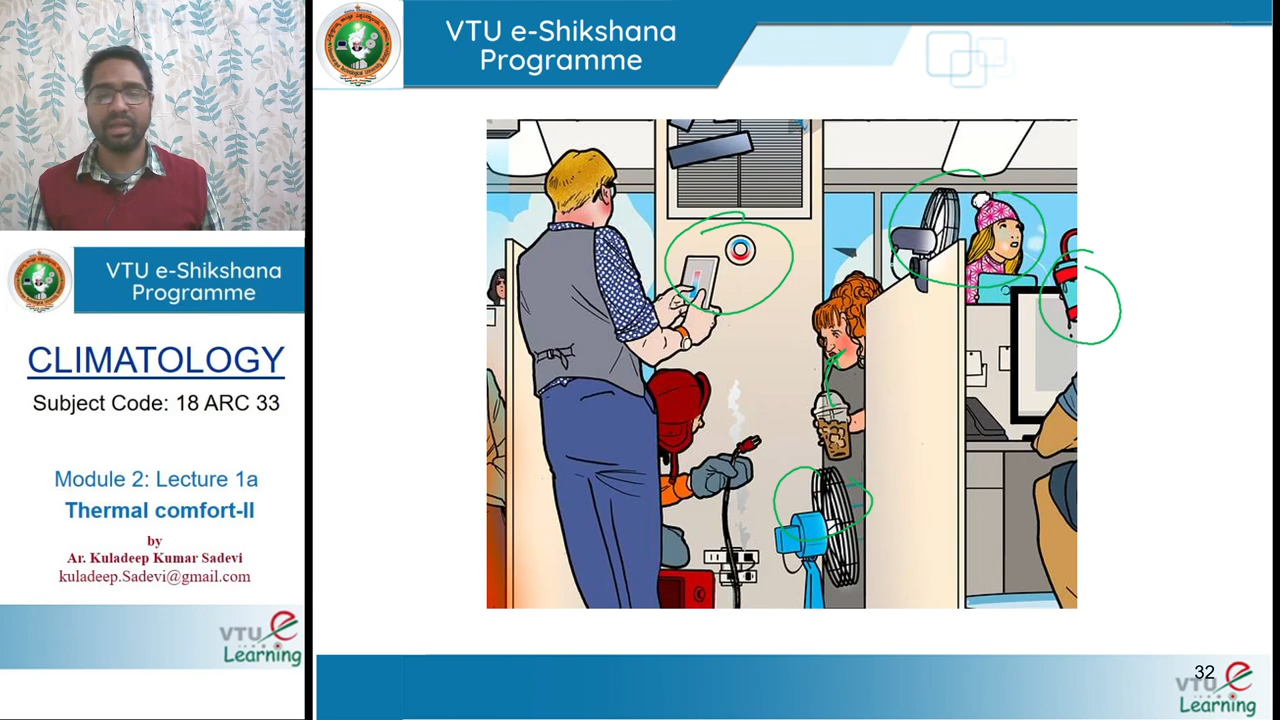 VTU e-Shikshana
Programme
VTU e-Shikshana
Programme
CLIMATOLOGY
Subject Code: 18 ARC 33
Module 2: Lecture 1a
Thermal comfort-II
by
Ar. Kuladeep Kumar Sadevi
kuladeep.Sadevi@gmail.com
VTU e
Learning
32
VTU e
Learning